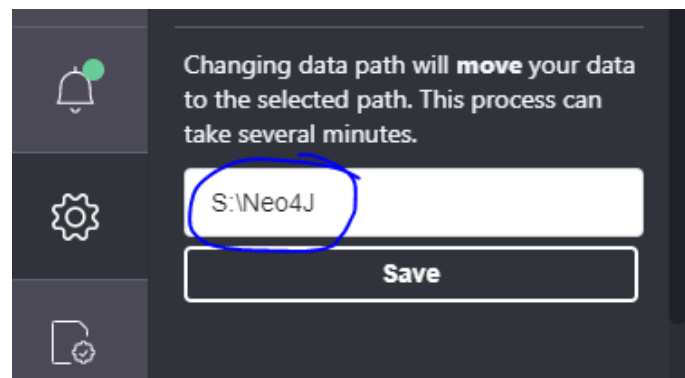 Changing data path will move your data
to the selected path. This process can
take several minutes.
S:\Neo4J
Save